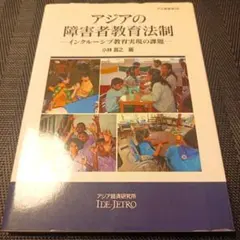 アジアの
障害者教育法制
―インクルーシブ教育実現の課題―
小林昌之 編
アジア経済研究所
IDE-JETRO